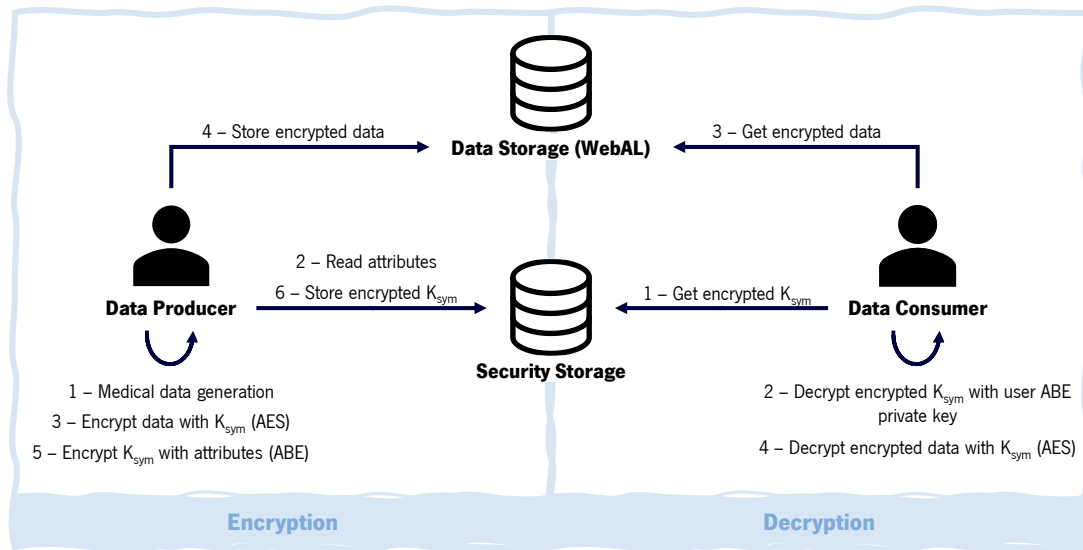 4 – Store encrypted data
3 – Get encrypted data
Data Storage (WebAL)
2 – Read attributes
6 – Store encrypted Ksym
1 – Get encrypted Ksym
Data Producer
Data Consumer
Security Storage
1 – Medical data generation
3 – Encrypt data with Ksym (AES)
5 – Encrypt Ksym with attributes (ABE)
2 – Decrypt encrypted Ksym with user ABE
private key
4 – Decrypt encrypted data with Ksym (AES)
Encryption
Decryption